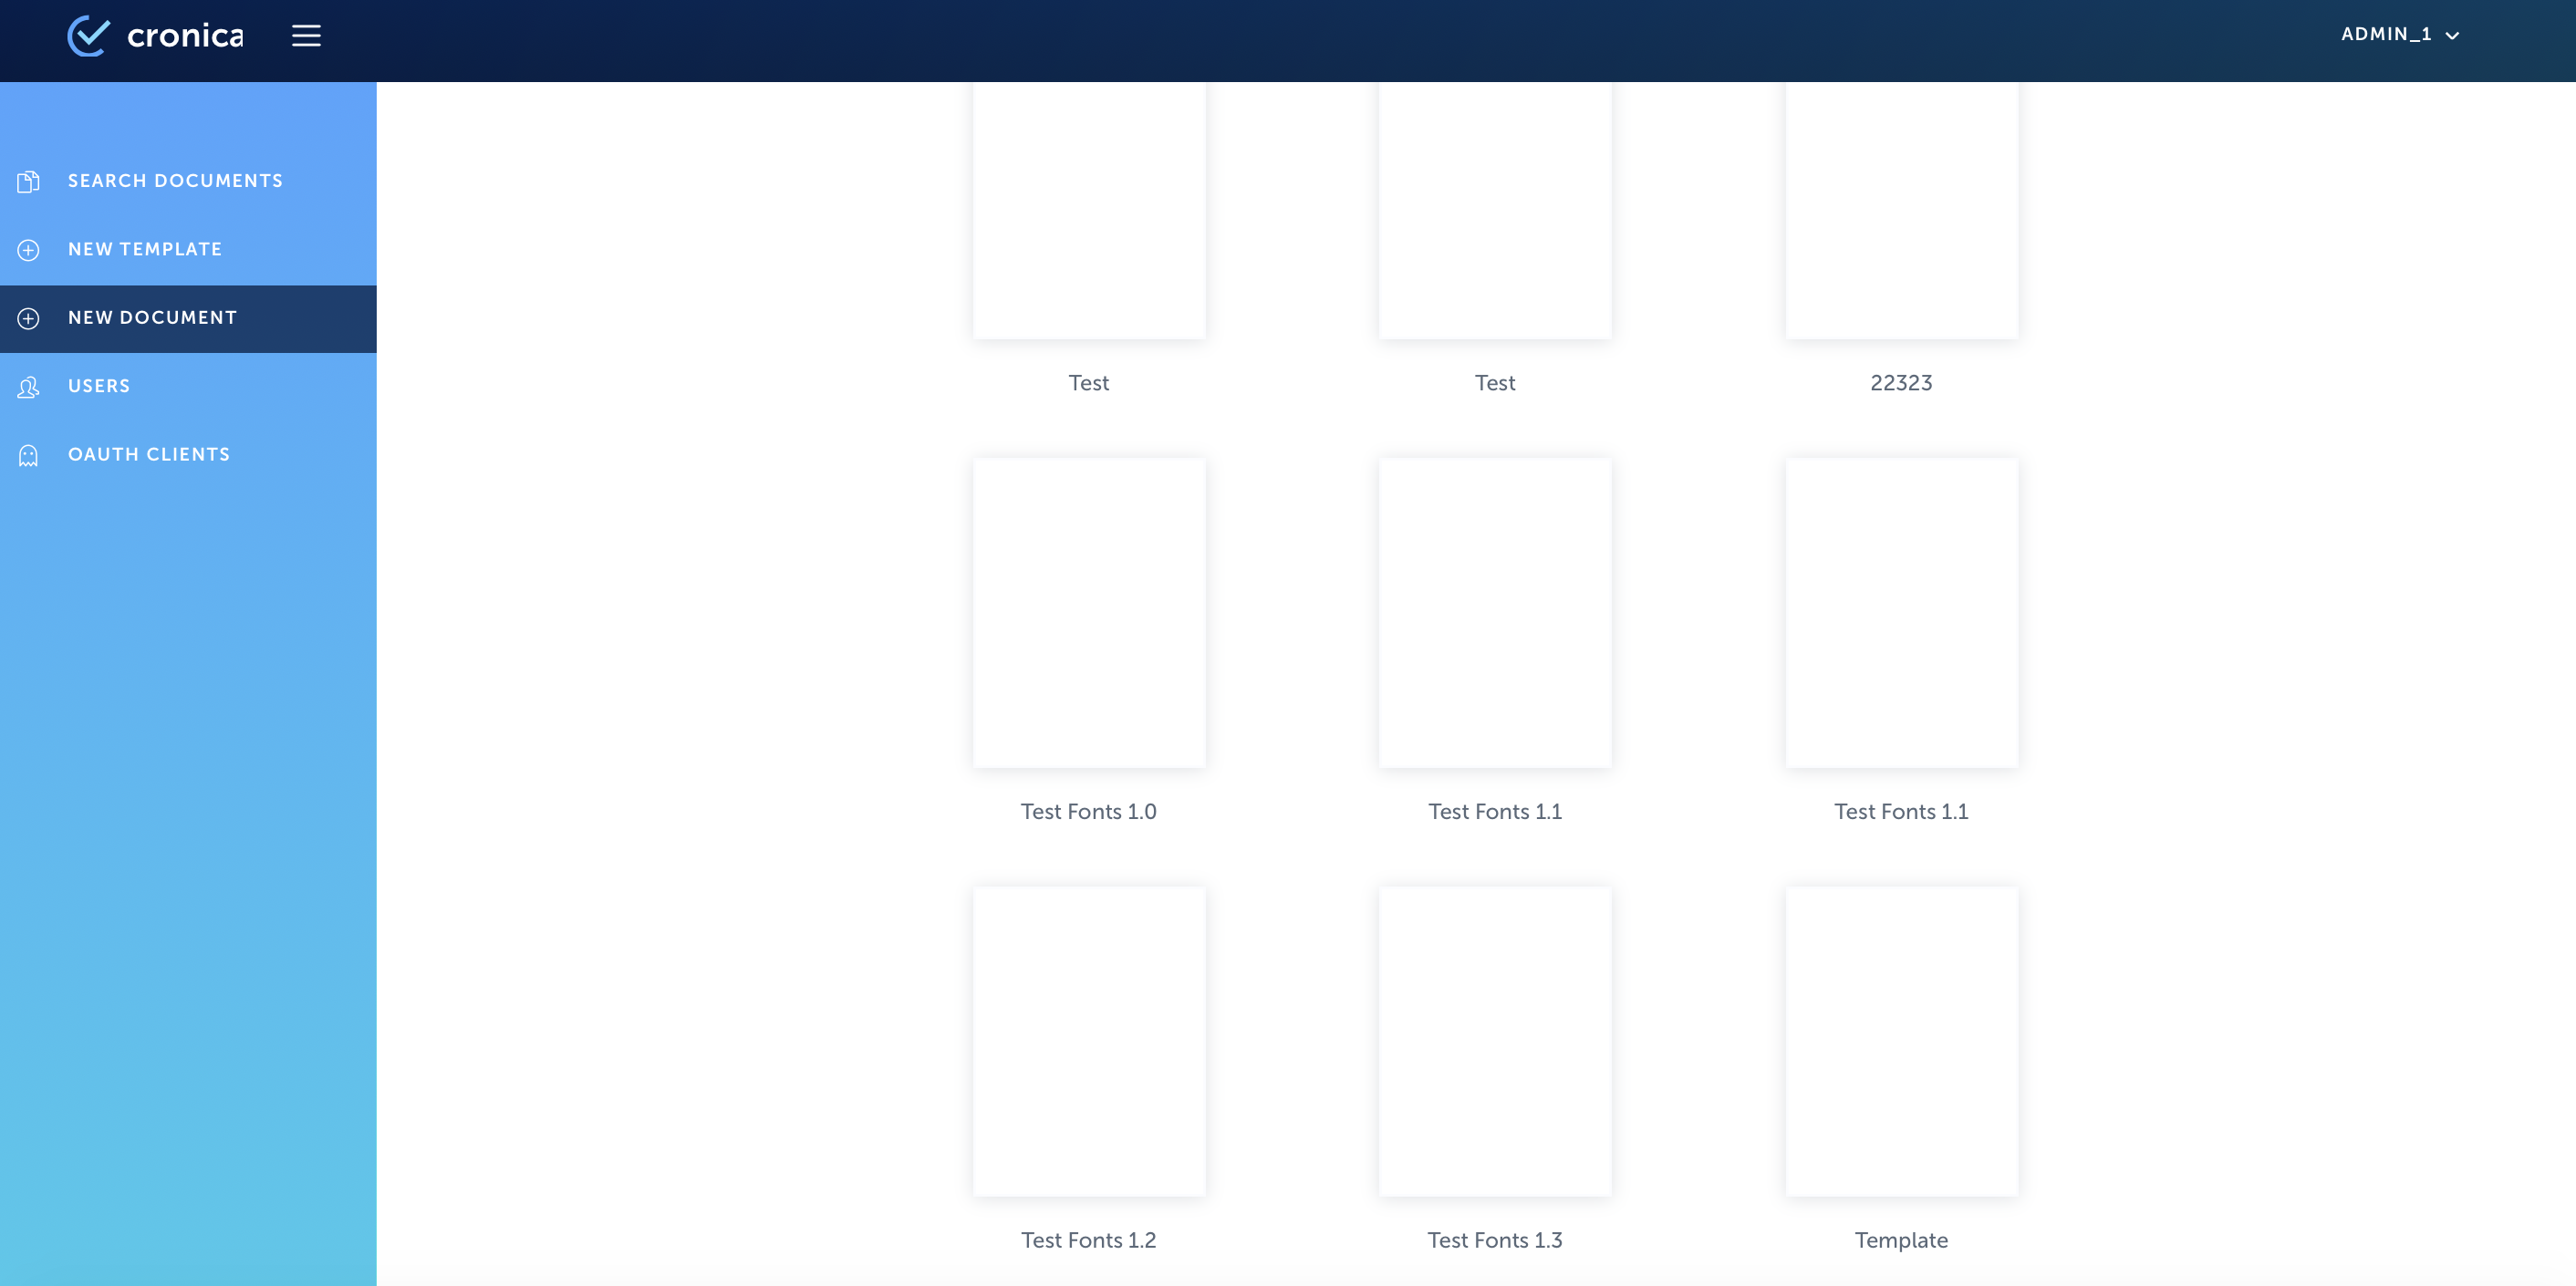 cronica
ADMIN_1
SEARCH DOCUMENTS
NEW TEMPLATE
NEW DOCUMENT
USERS
OAUTH CLIENTS
Test
Test
22323
Test Fonts 1.0
Test Fonts 1.1
Test Fonts 1.1
Test Fonts 1.2
Test Fonts 1.3
Template